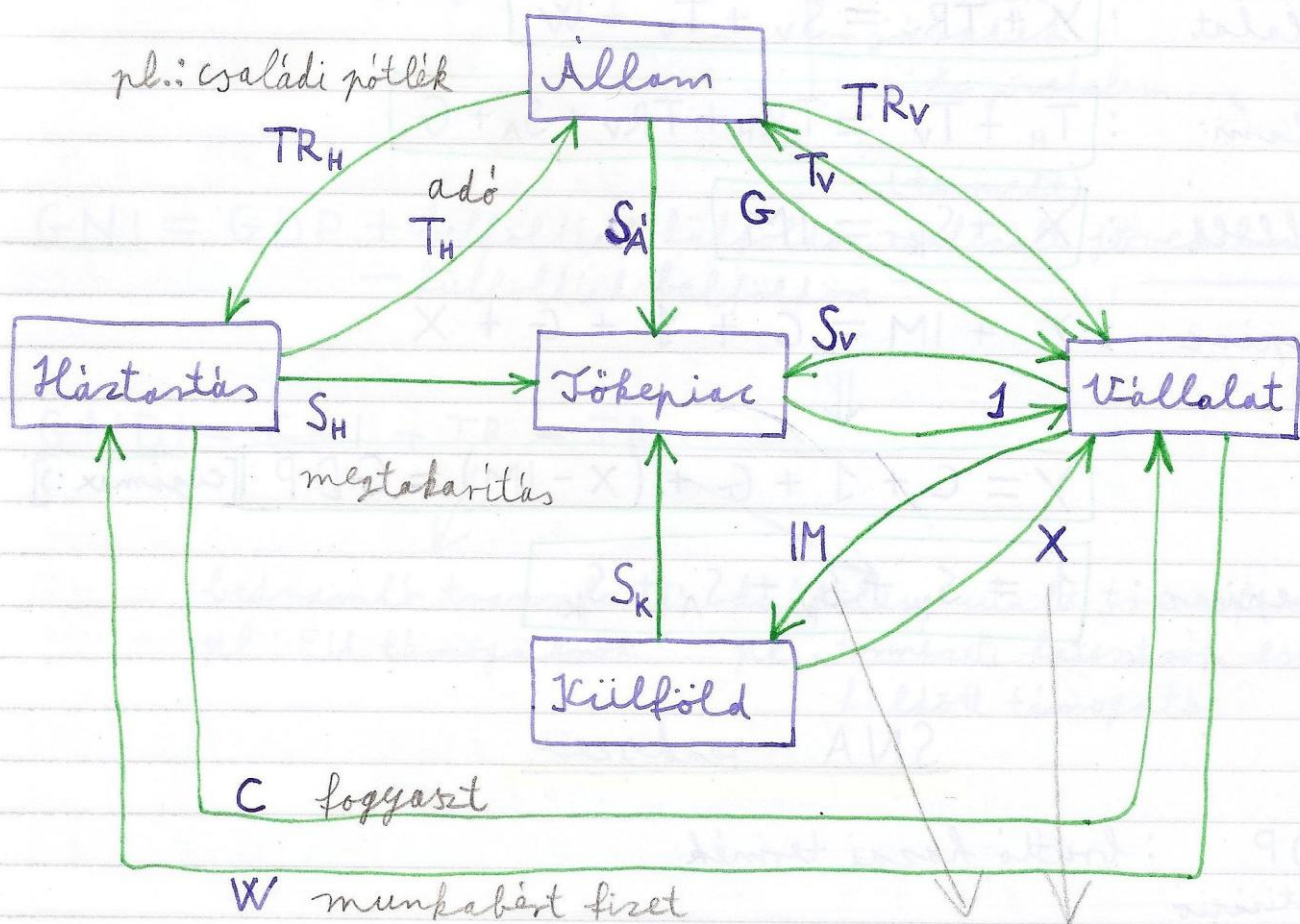 Állam
pl.: családi pótlék
TRV
TRH
TV
adó
G
TH
SÁ
SV
Háztartás
Tőkepiac
1
Vállalat
SH
megtakarítás
IM
X
SK
Külföld
C fogyaszt
W munkabért fizet